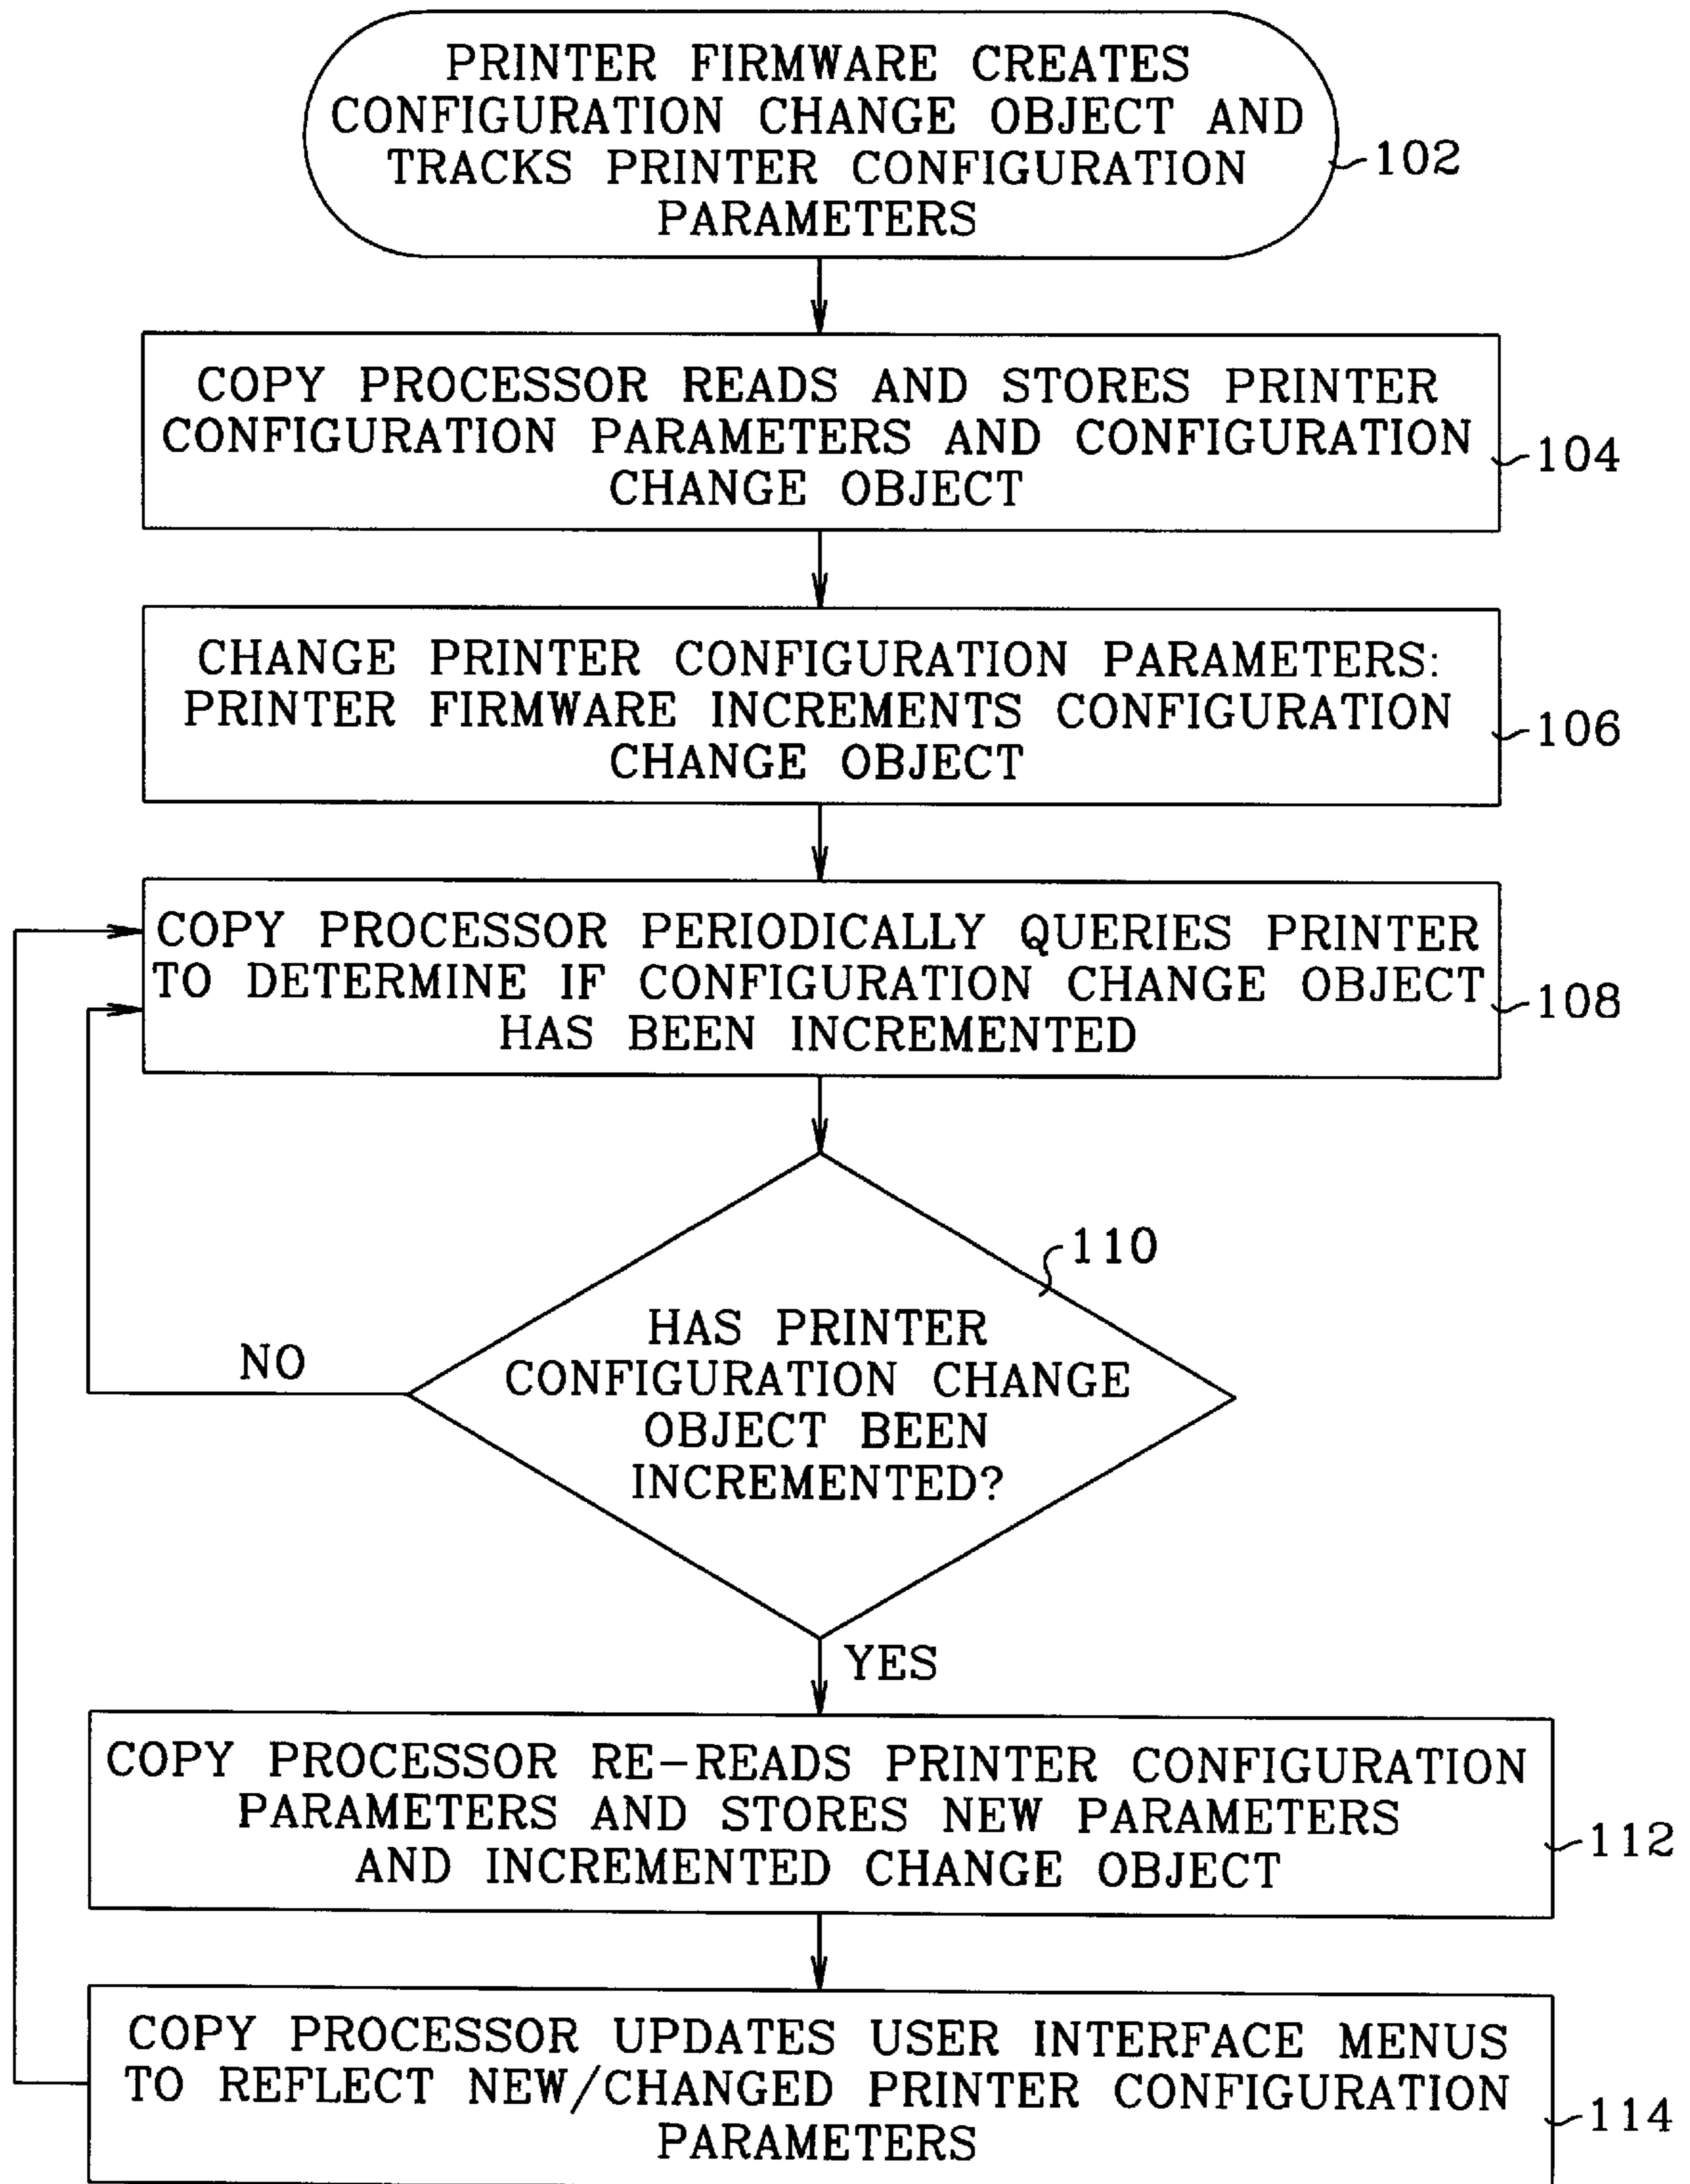 PRINTER FIRMWARE CREATES
CONFIGURATION CHANGE OBJECT AND
TRACKS PRINTER CONFIGURATION
PARAMETERS
102
COPY PROCESSOR READS AND STORES PRINTER
CONFIGURATION PARAMETERS AND CONFIGURATION
CHANGE OBJECT
104
CHANGE PRINTER CONFIGURATION PARAMETERS:
PRINTER FIRMWARE INCREMENTS CONFIGURATION
CHANGE OBJECT
106
COPY PROCESSOR PERIODICALLY QUERIES PRINTER
TO DETERMINE IF CONFIGURATION CHANGE OBJECT
HAS BEEN INCREMENTED
108
110
HAS PRINTER
CONFIGURATION CHANGE
OBJECT BEEN
INCREMENTED?
NO
YES
COPY PROCESSOR RE-READS PRINTER CONFIGURATION
PARAMETERS AND STORES NEW PARAMETERS
AND INCREMENTED CHANGE OBJECT
112
COPY PROCESSOR UPDATES USER INTERFACE MENUS
TO REFLECT NEW/CHANGED PRINTER CONFIGURATION
PARAMETERS
114